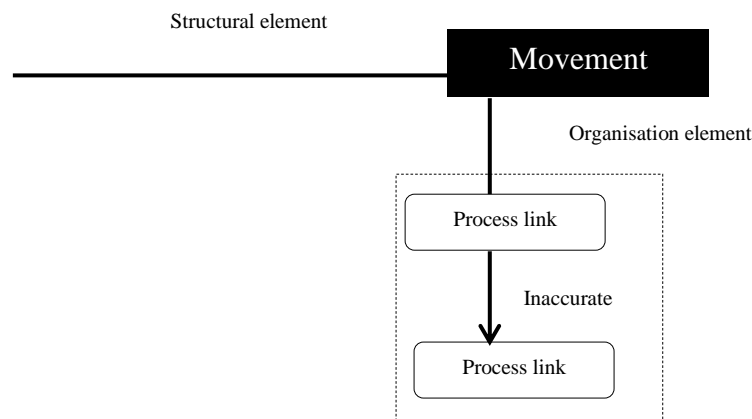 Structural element
Movement
Organisation element
Process link
Inaccurate
Process link